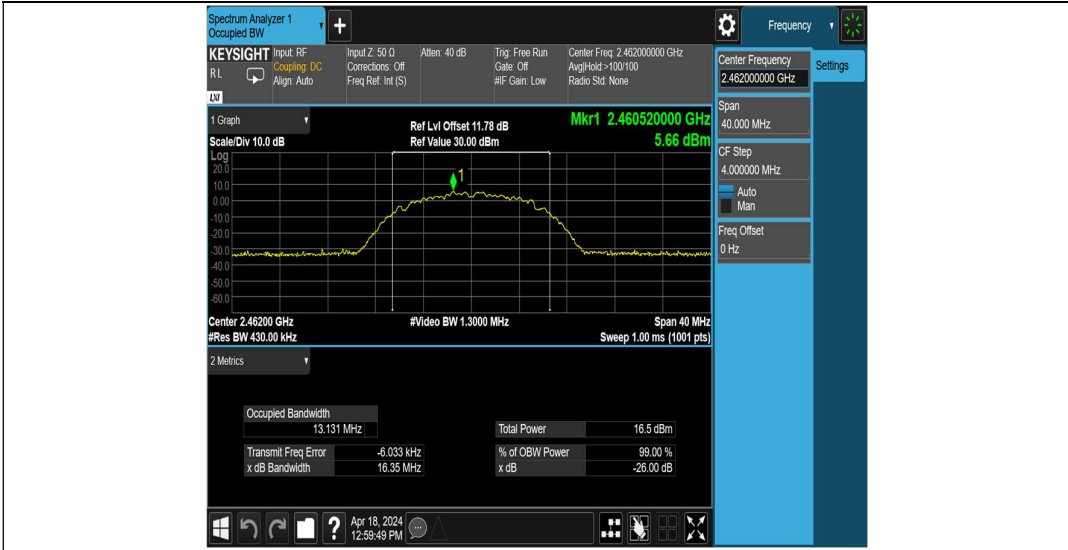 Spectrum Analyzer 1
Occupied BW
+
Frequency
KEYSIGHT
RL
LXI
Input: RF
Coupling: DC
Align: Auto
Input Z: 50 Ω
Corrections: Off
Freq Ref: Int (S)
Atten: 40 dB
Trig: Free Run
Gate: Off
#IF Gain: Low
Center Freq: 2.462000000 GHz
Avg|Hold:>100/100
Radio Std: None
Center Frequency
2.462000000 GHz
Settings
Span
40.000 MHz
CF Step
4.000000 MHz
Auto
Man
Freq Offset
0 Hz
1 Graph
Scale/Div 10.0 dB
Ref Lvl Offset 11.78 dB
Ref Value 30.00 dBm
Mkr1 2.460520000 GHz
5.66 dBm
Log
20.0
10.0
0.00
-10.0
-20.0
-30.0
-40.0
-50.0
-60.0
1
Center 2.46200 GHz
#Res BW 430.00 kHz
#Video BW 1.3000 MHz
Span 40 MHz
Sweep 1.00 ms (1001 pts)
2 Metrics
Occupied Bandwidth
13.131 MHz
Transmit Freq Error -6.033 kHz
x dB Bandwidth 16.35 MHz
Total Power 16.5 dBm
% of OBW Power 99.00 %
x dB -26.00 dB
?
Apr 18, 2024
12:59:49 PM